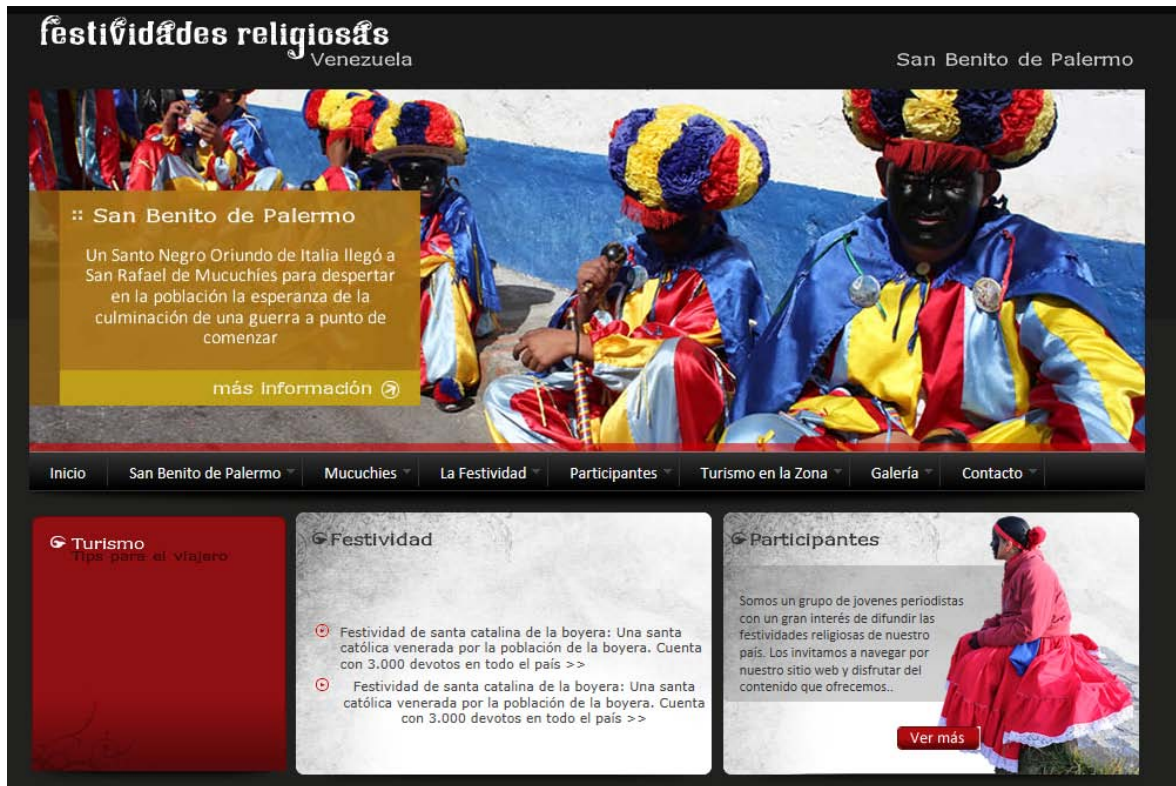 festividades religiosas
Venezuela
San Benito de Palermo
:: San Benito de Palermo
Un Santo Negro Oriundo de Italia llegó a
San Rafael de Mucuchíes para despertar
en la población la esperanza de la
culminación de una guerra a punto de
comenzar
más información
Inicio San Benito de Palermo Mucuchies La Festividad Participantes Turismo en la Zona Galería Contacto
Turismo
Tips para el viajero
Festividad
Festividad de santa catalina de la boyera: Una santa
católica venerada por la población de la boyera. Cuenta
con 3.000 devotos en todo el país >>
Festividad de santa catalina de la boyera: Una santa
católica venerada por la población de la boyera. Cuenta
con 3.000 devotos en todo el país >>
Participantes
Somos un grupo de jovenes periodistas
con un gran interés de difundir las
festividades religiosas de nuestro
país. Los invitamos a navegar por
nuestro sitio web y disfrutar del
contenido que ofrecemos..
Ver más